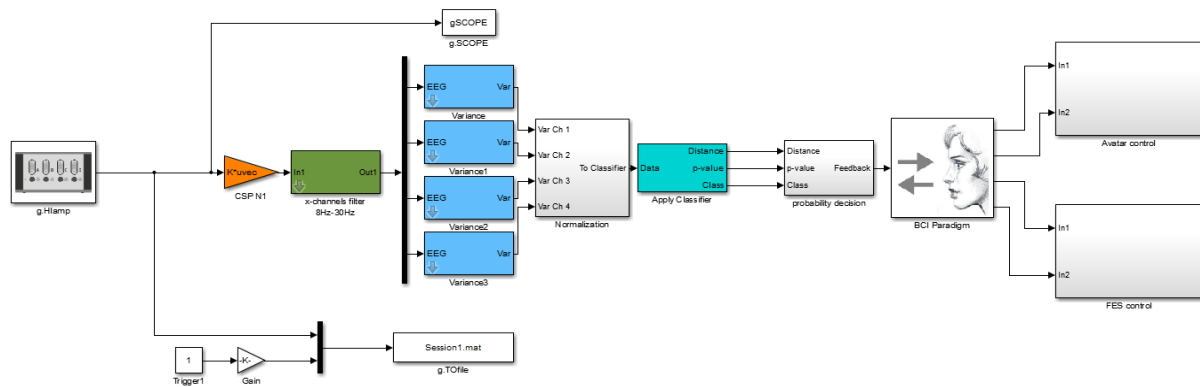 gSCOPE
g.SCOPE
g.HIamp
K*uvec
CSP N1
In1
Out1
x-channels filter
8Hz-30Hz
EEG
Var
Variance
EEG
Var
Variance1
EEG
Var
Variance2
EEG
Var
Variance3
Var Ch 1
Var Ch 2
Var Ch 3
Var Ch 4
To Classifier
Normalization
Data
Distance
p-value
Class
Apply Classifier
Distance
p-value
Class
Feedback
probability decision
BCI Paradigm
In1
In2
Avatar control
In1
In2
FES control
1
Trigger1
-K-
Gain
Session1.mat
g.TOfile